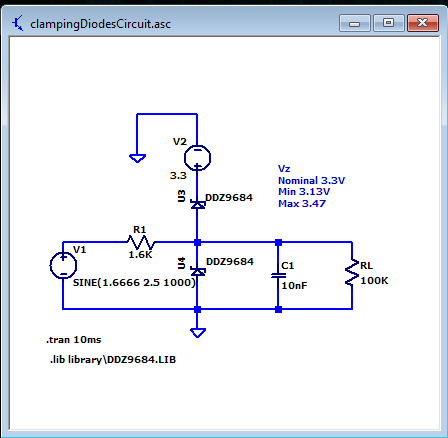 clampingDiodesCircuit.asc
V2
3.3
U3
DDZ9684
Vz
Nominal 3.3V
Min 3.13V
Max 3.47
R1
1.6K
V1
SINE(1.6666 2.5 1000)
U4
DDZ9684
C1
10nF
RL
100K
.tran 10ms
.lib library\DDZ9684.LIB